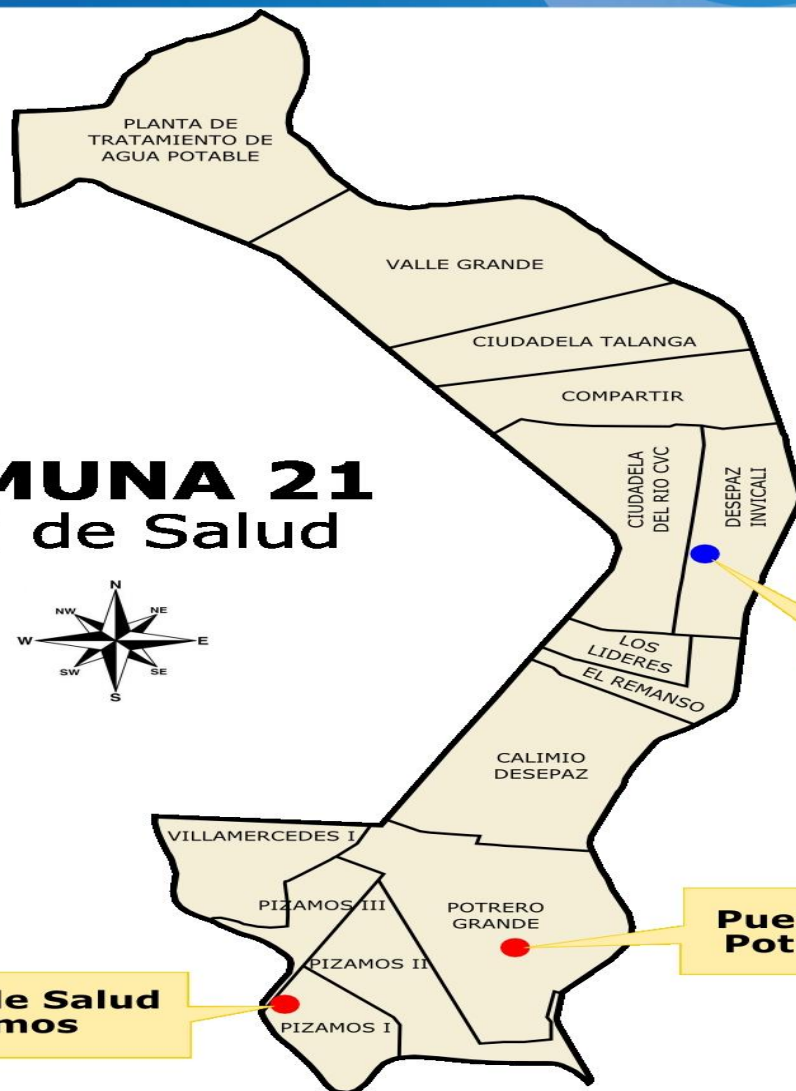 PLANTA DE
TRATAMIENTO DE
AGUA POTABLE
VALLE GRANDE
CIUDADELA TALANGA
COMPARTIR
CIUDADELA
DEL RIO CVC
DESEPAZ
INVICALI
MUNA 21
de Salud
N
NW
NE
W
E
SW
SE
S
LOS
LIDERES
EL REMANSO
CALIMIO
DESEPAZ
VILLAMERCEDES I
PIZAMOS III
POTRERO
GRANDE
PIZAMOS II
PIZAMOS I
Pue
Pot
de Salud
mos